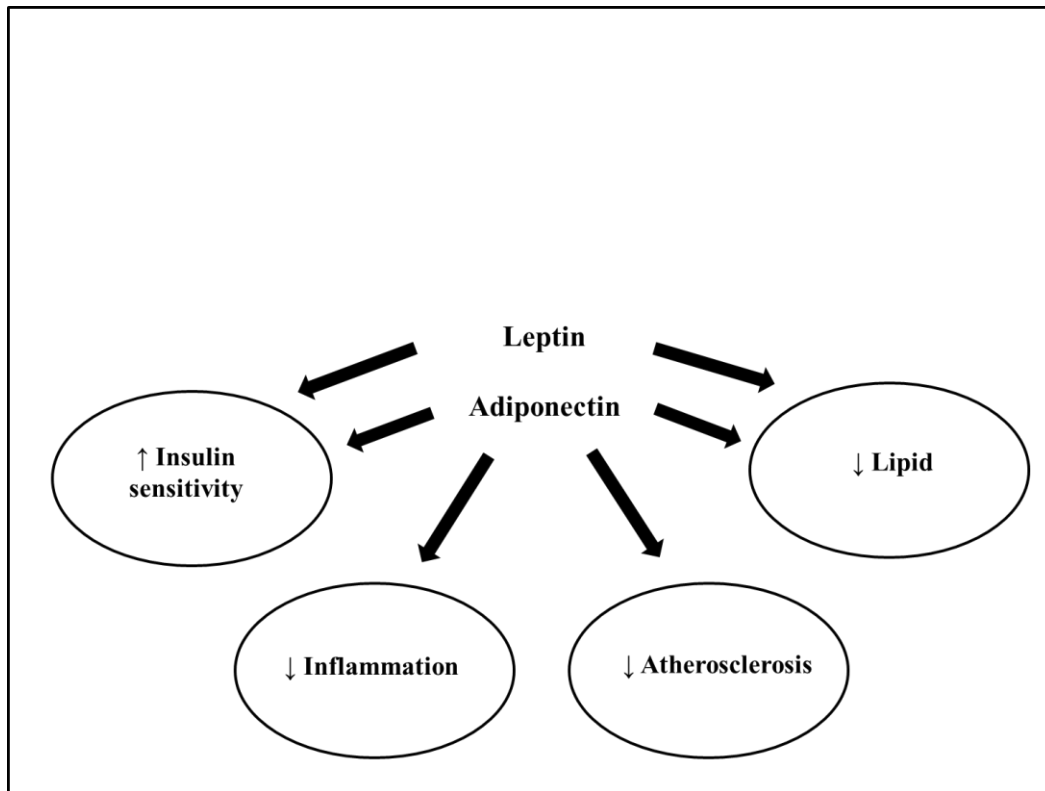 Leptin
Adiponectin
↑ Insulin
sensitivity
↓ Lipid
↓ Inflammation
↓ Atherosclerosis